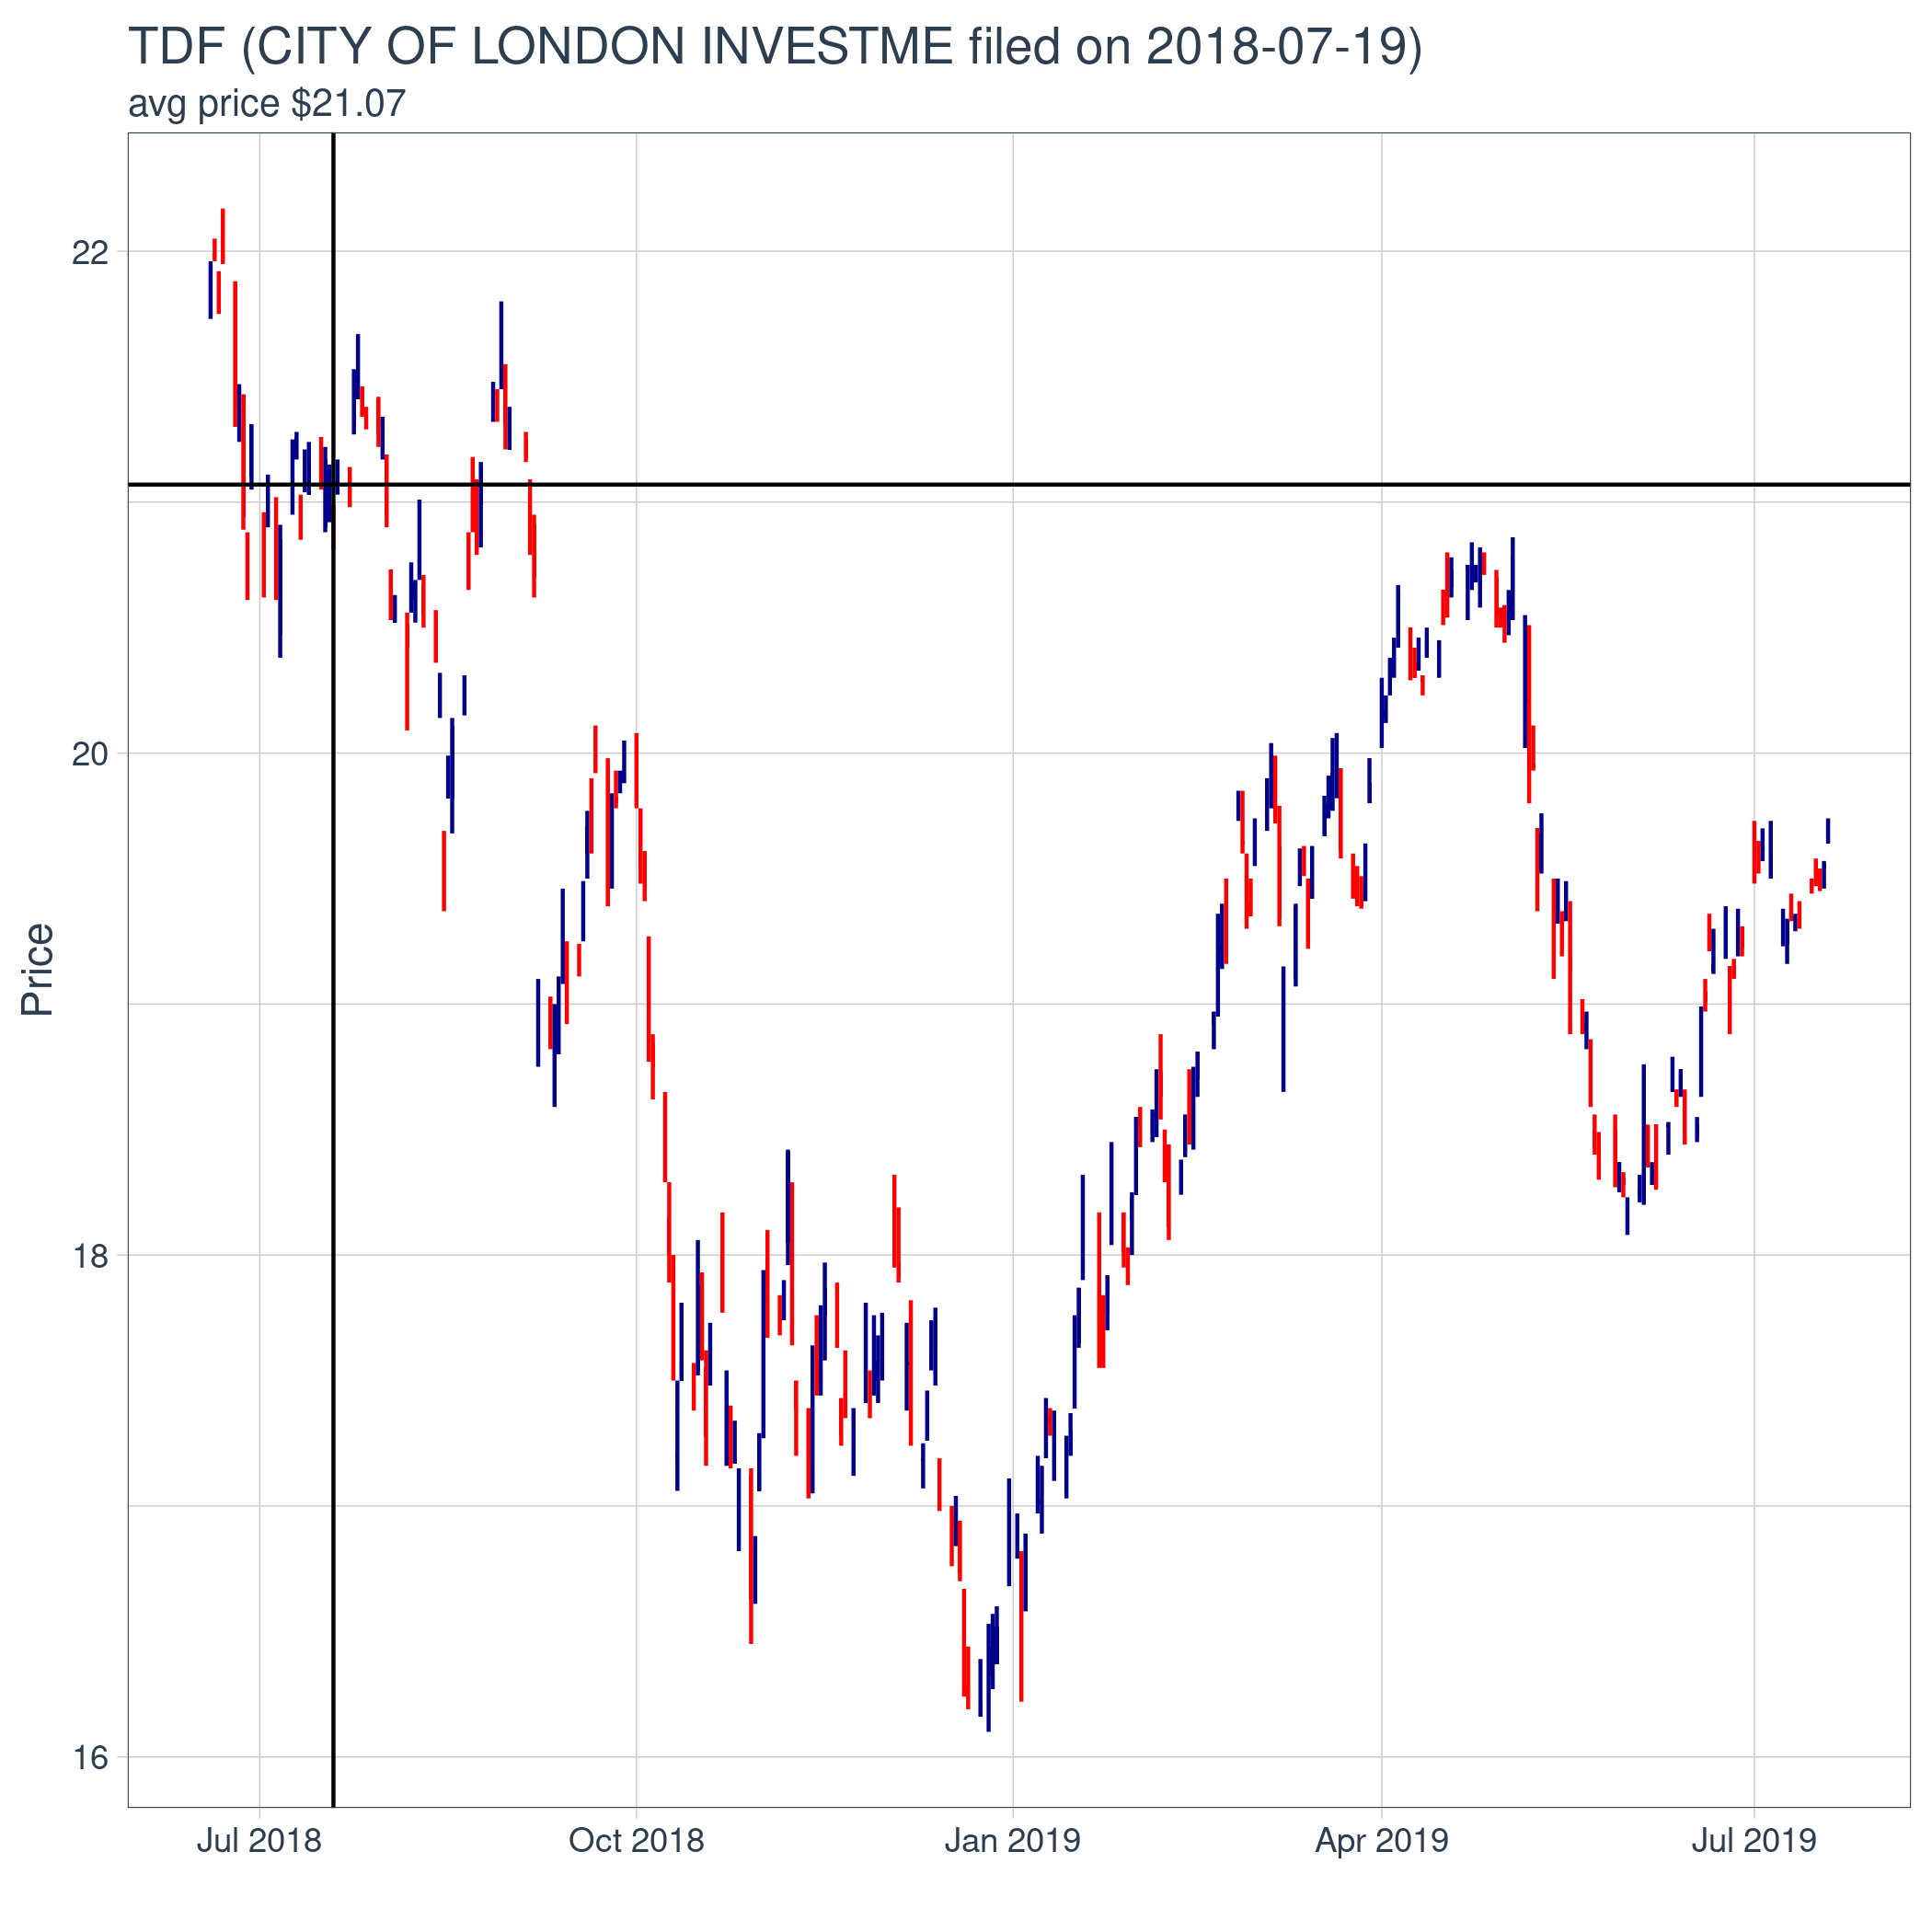 TDF (CITY OF LONDON INVESTME filed on 2018-07-19)
avg price $21.07
22
20
18
16
Price
Jul 2018
Oct 2018
Jan 2019
Apr 2019
Jul 2019